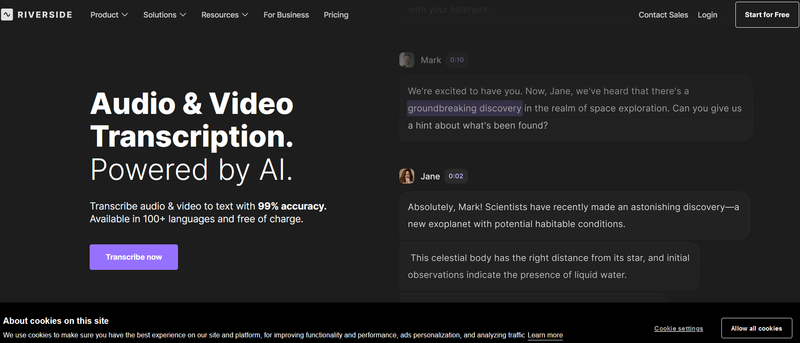 RIVERSIDE
Product
Solutions
Resources
For Business
Pricing
Contact Sales
Login
Start for Free
Audio & Video
Transcription.
Powered by AI.
Transcribe audio & video to text with 99% accuracy.
Available in 100+ languages and free of charge.
Transcribe now
with your listeners.
Mark 0:10
We're excited to have you. Now, Jane, we've heard that there's a
groundbreaking discovery in the realm of space exploration. Can you give us
a hint about what's been found?
Jane 0:02
Absolutely, Mark! Scientists have recently made an astonishing discovery—a
new exoplanet with potential habitable conditions.
This celestial body has the right distance from its star, and initial
observations indicate the presence of liquid water.
About cookies on this site
We use cookies to make sure you have the best experience on our site and platform, for improving functionality and performance, ads personalization, and analyzing traffic Learn more
Cookie settings
Allow all cookies